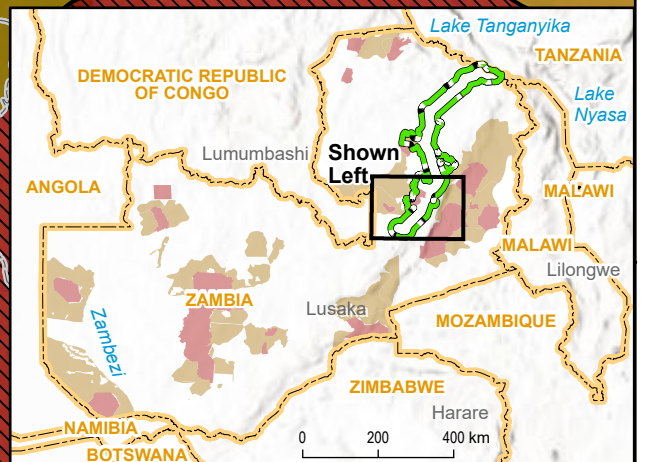 Lake Tanganyika
TANZANIA
DEMOCRATIC REPUBLIC
OF CONGO
Lake
Nyasa
Lumumbashi
Shown
Left
ANGOLA
MALAWI
MALAWI
Lilongwe
ZAMBIA
Lusaka
MOZAMBIQUE
Zambezi
ZIMBABWE
Harare
NAMIBIA
BOTSWANA
0 200 400 km